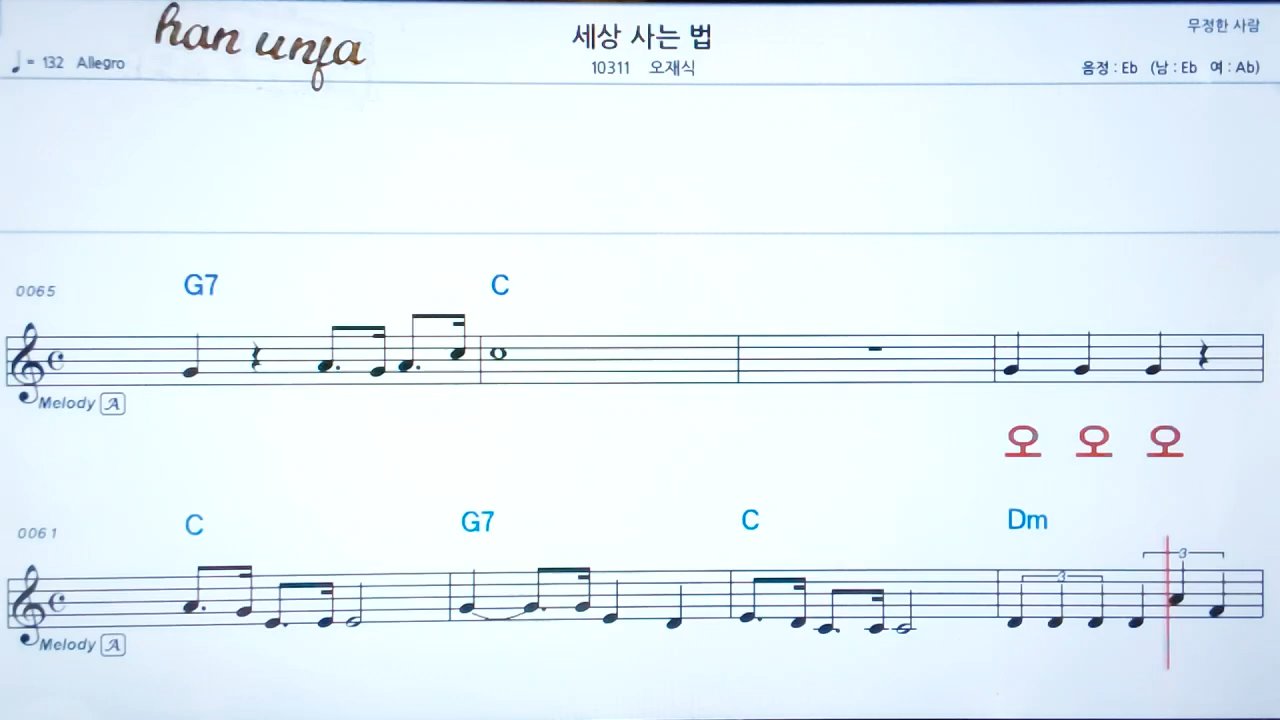 han unfa
세상 사는 법
무정한 사람
♩ = 132 Allegro
10311 오재식
음정 : Eb (남 : Eb 여 : Ab)
0065
G7 C
Melody A
오 오 오
0061
C G7 C Dm
3 3
Melody A